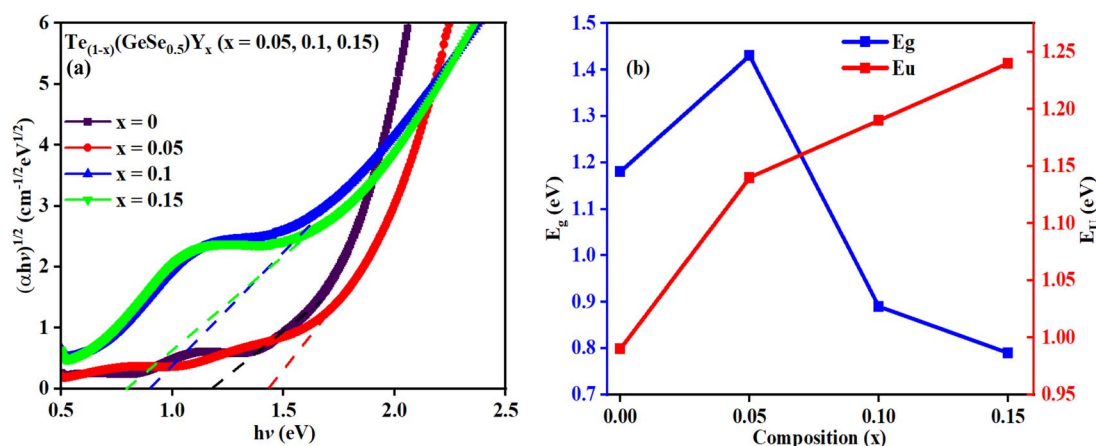 Te(1-x)(GeSe0.5)Yx (x = 0.05, 0.1, 0.15)
(a)
x = 0
x = 0.05
x = 0.1
x = 0.15
(αhν)1/2 (cm-1/2/eV1/2)
6
5
4
3
2
1
0
0.5 1.0 1.5 2.0 2.5
hν (eV)
(b)
Eg
Eu
Eg (eV)
1.5
1.4
1.3
1.2
1.1
1.0
0.9
0.8
0.7
0.00 0.05 0.10 0.15
Composition (x)
1.25
1.20
1.15
1.10
1.05
1.00
0.95
EU (eV)